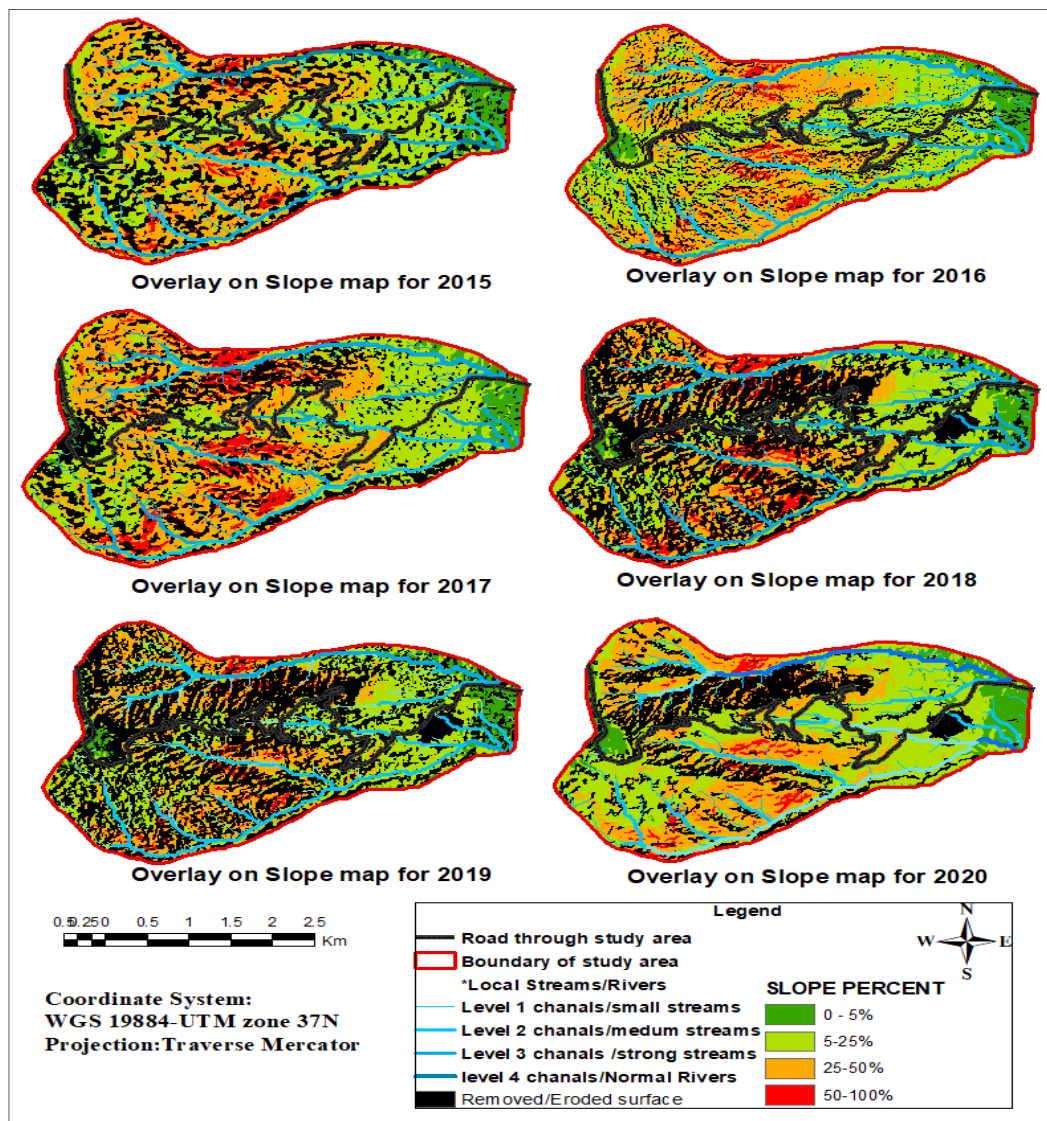 Overlay on Slope map for 2015
Overlay on Slope map for 2016
Overlay on Slope map for 2017
Overlay on Slope map for 2018
Overlay on Slope map for 2019
Overlay on Slope map for 2020
0.50.250 0.5 1 1.5 2 2.5
Km
Coordinate System:
WGS 19884-UTM zone 37N
Projection:Traverse Mercator
Legend
Road through study area
Boundary of study area
*Local Streams/Rivers
Level 1 chanals/small streams
Level 2 chanals/medum streams
Level 3 chanals /strong streams
level 4 chanals/Normal Rivers
Removed/Eroded surface
N
W E
S
SLOPE PERCENT
0 - 5%
5-25%
25-50%
50-100%